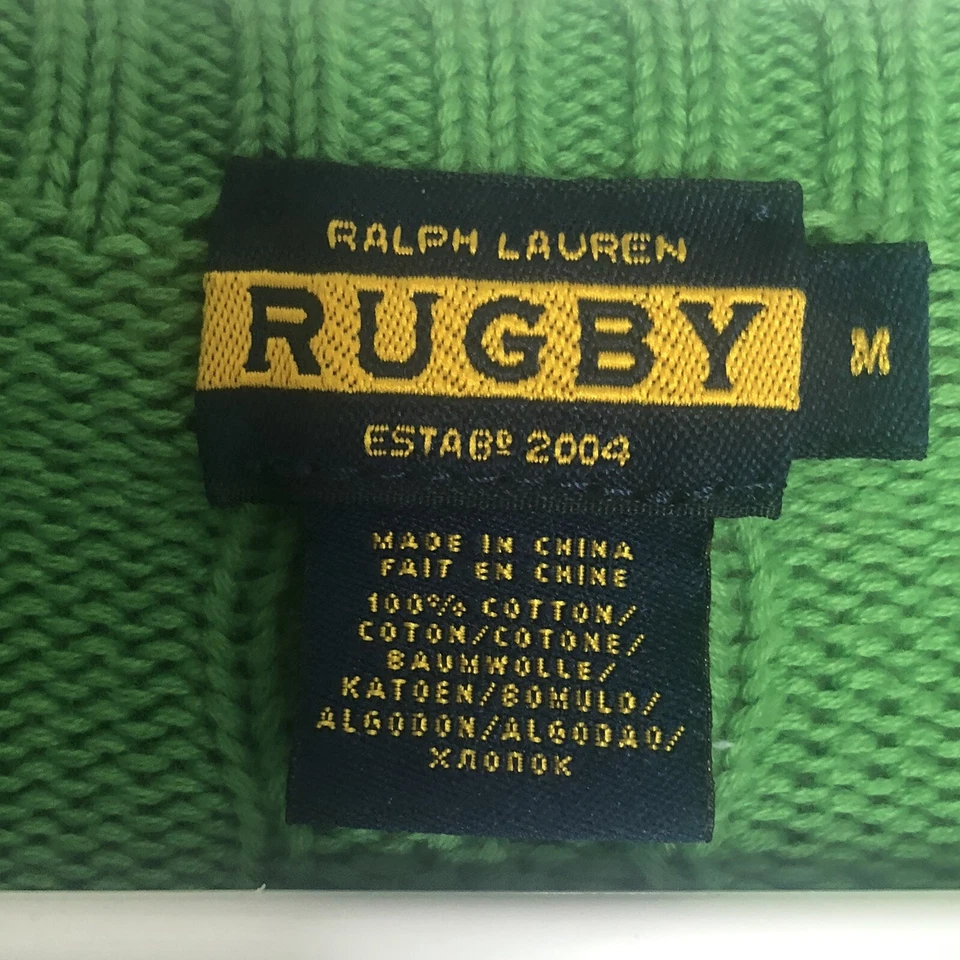 RALPH LAUREN
RUGBY
M
ESTABᴰ 2004
MADE IN CHINA
FAIT EN CHINE
100% COTTON/
COTON/COTONE/
BAUMWOLLE/
KATOEN/BOMULD/
ALGODON/ALGODAO/
ХЛОПОК